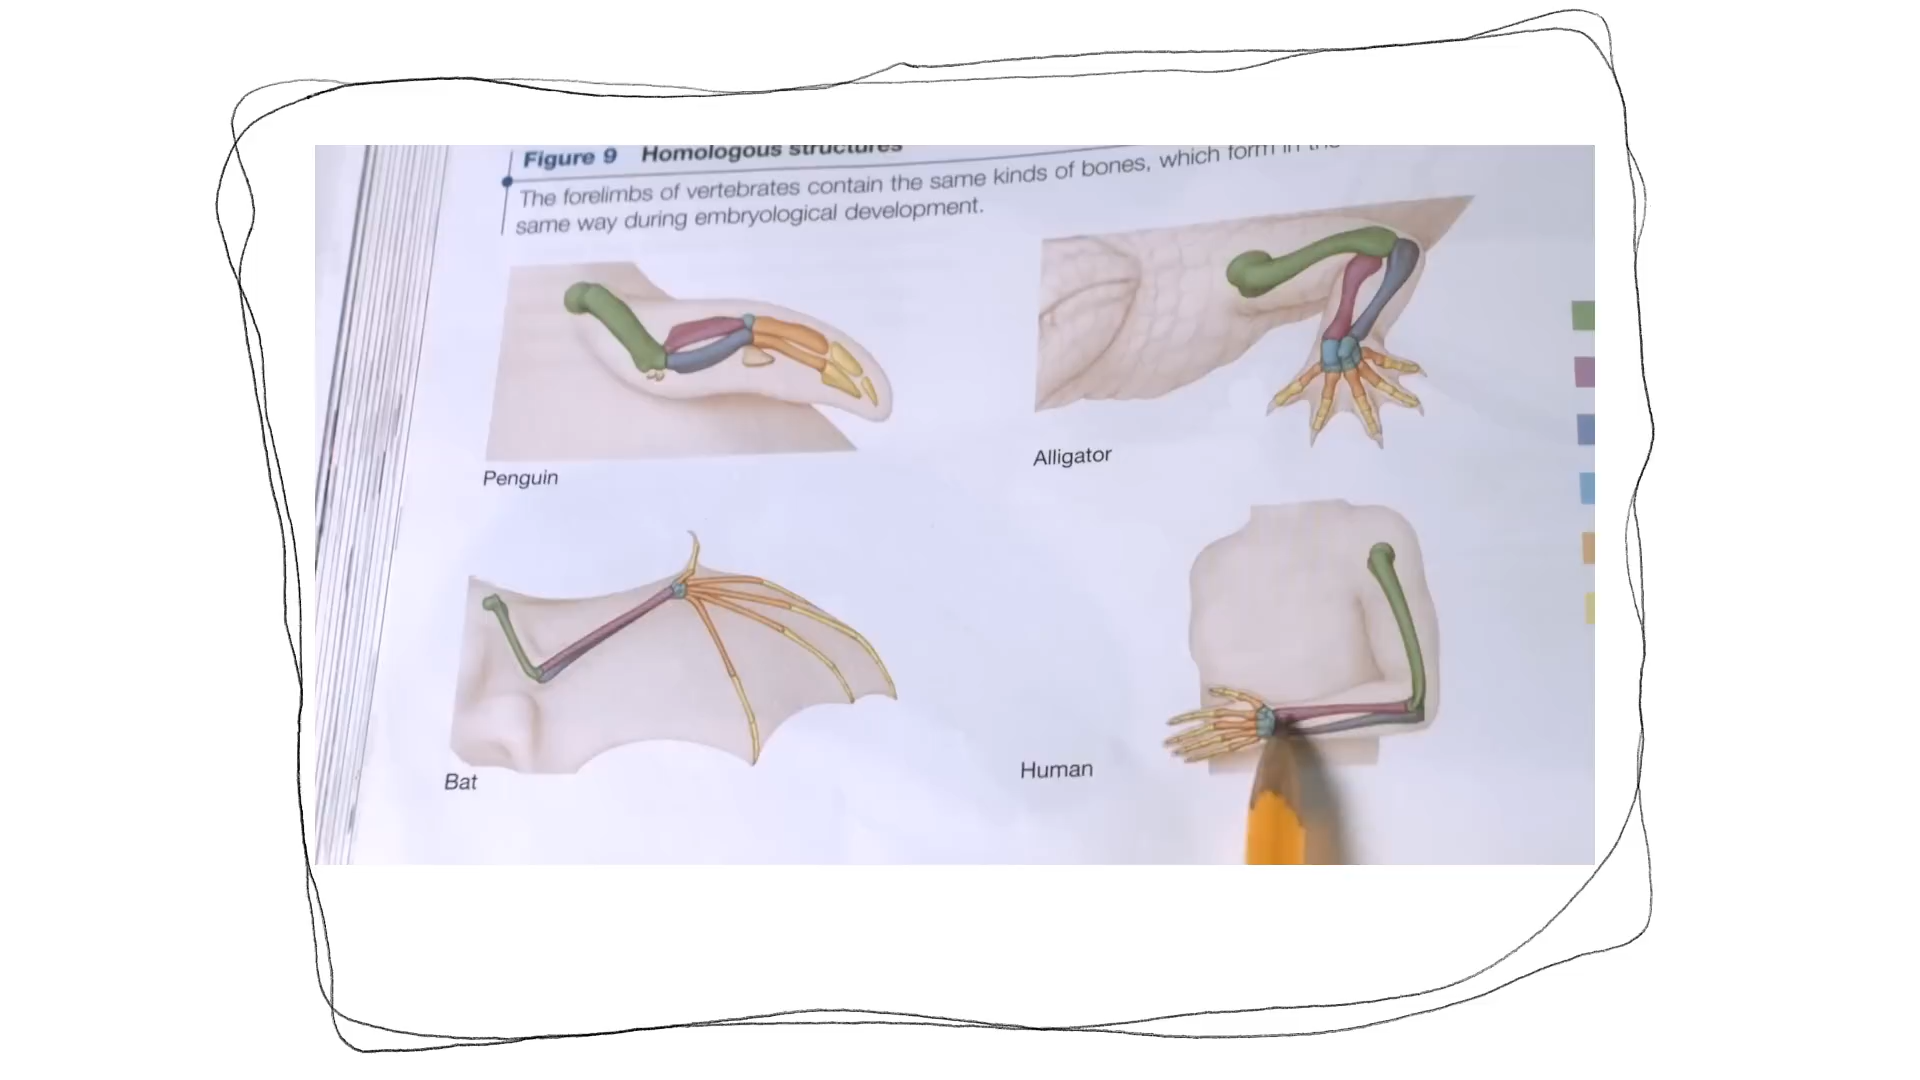 Figure 9 Homologous structures
The forelimbs of vertebrates contain the same kinds of bones, which form in the
same way during embryological development.
Penguin
Alligator
Bat
Human